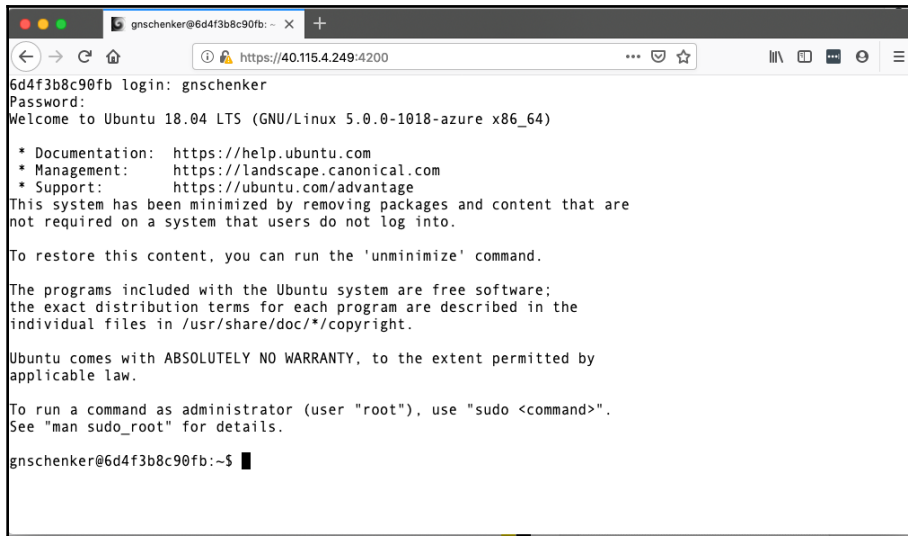 gnschenker@6d4f3b8c90fb: ~
https://40.115.4.249:4200
6d4f3b8c90fb login: gnschenker
Password:
Welcome to Ubuntu 18.04 LTS (GNU/Linux 5.0.0-1018-azure x86_64)
* Documentation: https://help.ubuntu.com
* Management: https://landscape.canonical.com
* Support: https://ubuntu.com/advantage
This system has been minimized by removing packages and content that are
not required on a system that users do not log into.
To restore this content, you can run the 'unminimize' command.
The programs included with the Ubuntu system are free software;
the exact distribution terms for each program are described in the
individual files in /usr/share/doc/*/copyright.
Ubuntu comes with ABSOLUTELY NO WARRANTY, to the extent permitted by
applicable law.
To run a command as administrator (user "root"), use "sudo <command>".
See "man sudo_root" for details.
gnschenker@6d4f3b8c90fb:~$